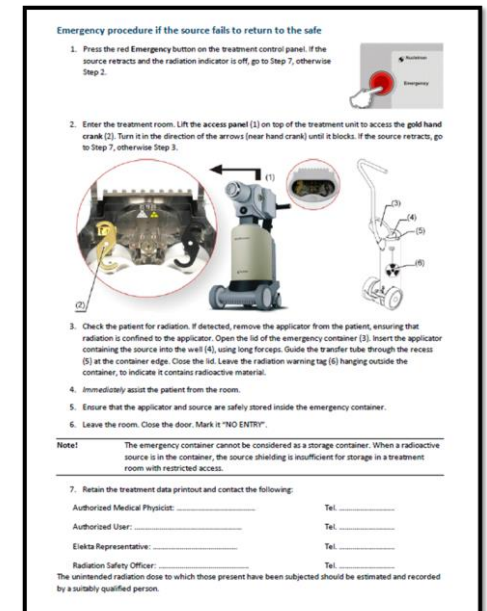 Emergency procedure if the source fails to return to the safe
1. Press the red Emergency button on the treatment control panel. If the
source retracts and the radiation indicator is off, go to Step 7, otherwise
Step 2.
Nucletron
Emergency
2. Enter the treatment room. Lift the access panel (1) on top of the treatment unit to access the gold hand
crank (2). Turn it in the direction of the arrows (near hand crank) until it blocks. If the source retracts, go
to Step 7, otherwise Step 3.
(1)
(2)
(3)
(4)
(5)
(6)
3. Check the patient for radiation. If detected, remove the applicator from the patient, ensuring that
radiation is confined to the applicator. Open the lid of the emergency container (3). Insert the applicator
containing the source into the well (4), using long forceps. Guide the transfer tube through the recess
(5) at the container edge. Close the lid. Leave the radiation warning tag (6) hanging outside the
container, to indicate it contains radioactive material.
4. Immediately assist the patient from the room.
5. Ensure that the applicator and source are safely stored inside the emergency container.
6. Leave the room. Close the door. Mark it "NO ENTRY".
Note! The emergency container cannot be considered as a storage container. When a radioactive
source is in the container, the source shielding is insufficient for storage in a treatment
room with restricted access.
7. Retain the treatment data printout and contact the following:
Authorized Medical Physicist: ............................ Tel. ....................
Authorized User: ...................................... Tel. ....................
Elekta Representative: .............................. Tel. ....................
Radiation Safety Officer: ................................ Tel. ....................
The unintended radiation dose to which those present have been subjected should be estimated and recorded
by a suitably qualified person.